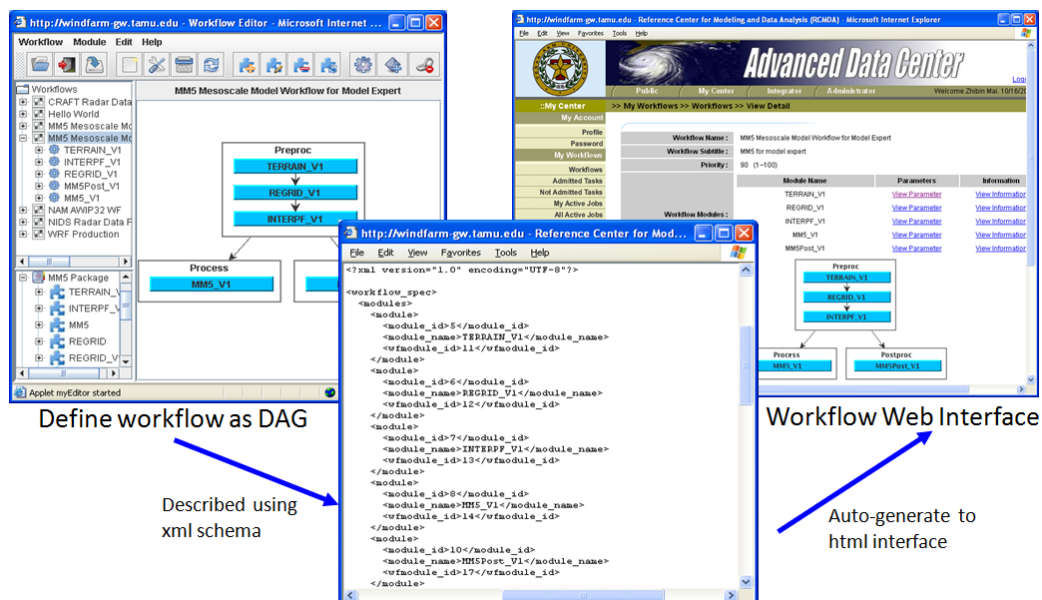 http://windfarm-gw.tamu.edu - Workflow Editor - Microsoft Internet ...
Workflow Module Edit Help
Workflows
CRAFT Radar Data
Hello World
MM5 Mesoscale Mo
MM5 Mesoscale Mo
TERRAIN_V1
INTERPF_V1
REGRID_V1
MM5Post_V1
MM5_V1
NAM AWIP32 WF
NIDS Radar Data F
WRF Production
MM5 Package
TERRAIN_V
INTERPF_V
MM5
REGRID
REGRID_V
Applet myEditor started
MM5 Mesoscale Model Workflow for Model Expert
Preproc
TERRAIN_V1
REGRID_V1
INTERPF_V1
Process
MM5_V1
http://windfarm-gw.tamu.edu - Reference Center for Modeling and Data Analysis (RCMDA) - Microsoft Internet Explorer
File Edit View Favorites Tools Help
Advanced Data Center
Public / My Center / Integrator / Administrator
Welcome Zhibin Mai. 10/16/20
::My Center
>> My Workflows >> Workflows >> View Detail
My Account
Profile
Password
My Workflows
Workflows
Admitted Tasks
Not Admitted Tasks
My Active Jobs
All Active Jobs
Workflow Name : MM5 Mesoscale Model Workflow for Model Expert
Workflow Subtitle : MM5 for model expert
Priority : 90 (1~100)
Workflow Modules :
Module Name Parameters Information
TERRAIN_V1 View Parameter View Information
REGRID_V1 View Parameter View Information
INTERPF_V1 View Parameter View Information
MM5_V1 View Parameter View Information
MM5Post_V1 View Parameter View Information
Preproc
TERRAIN_V1
REGRID_V1
INTERPF_V1
Process Postproc
MM5_V1 MM5Post_V1
http://windfarm-gw.tamu.edu - Reference Center for Mod...
File Edit View Favorites Tools Help
<?xml version="1.0" encoding="UTF-8"?>
<workflow_spec>
<modules>
<module>
<module_id>5</module_id>
<module_name>TERRAIN_V1</module_name>
<wfmodule_id>11</wfmodule_id>
</module>
<module>
<module_id>6</module_id>
<module_name>REGRID_V1</module_name>
<wfmodule_id>12</wfmodule_id>
</module>
<module>
<module_id>7</module_id>
<module_name>INTERPF_V1</module_name>
<wfmodule_id>13</wfmodule_id>
</module>
<module>
<module_id>8</module_id>
<module_name>MM5_V1</module_name>
<wfmodule_id>14</wfmodule_id>
</module>
<module>
<module_id>10</module_id>
<module_name>MM5Post_V1</module_name>
<wfmodule_id>17</wfmodule_id>
</module>
Define workflow as DAG
Workflow Web Interface
Described using
xml schema
Auto-generate to
html interface